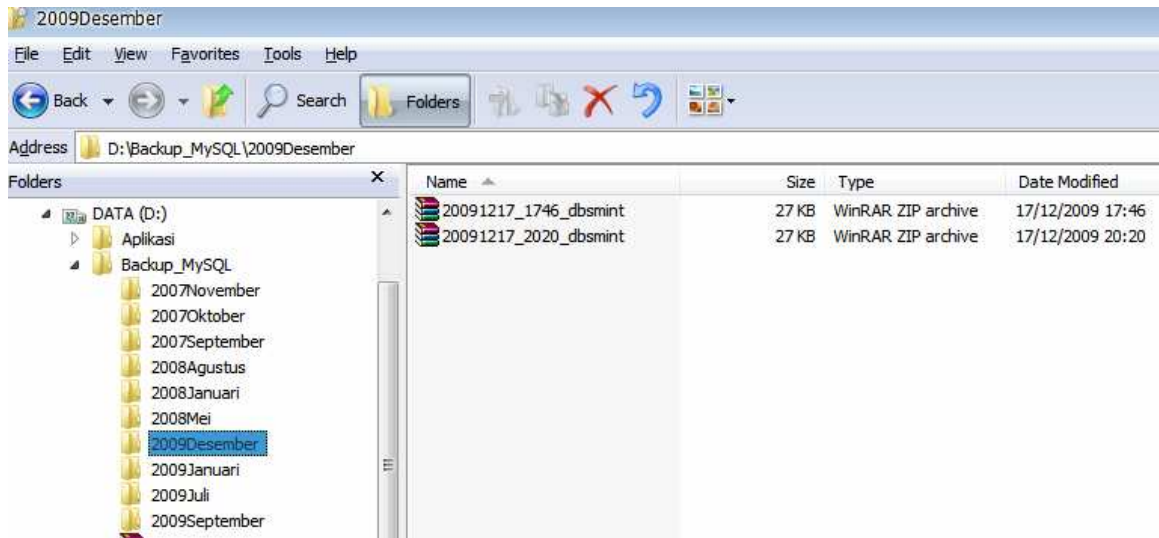 2009Desember
File Edit View Favorites Tools Help
Back Search Folders
Address D:\Backup_MySQL\2009Desember
Folders x
Name Size Type Date Modified
20091217_1746_dbsmint 27 KB WinRAR ZIP archive 17/12/2009 17:46
20091217_2020_dbsmint 27 KB WinRAR ZIP archive 17/12/2009 20:20
DATA (D:)
Aplikasi
Backup_MySQL
2007November
2007Oktober
2007September
2008Agustus
2008Januari
2008Mei
2009Desember
2009Januari
2009Juli
2009September